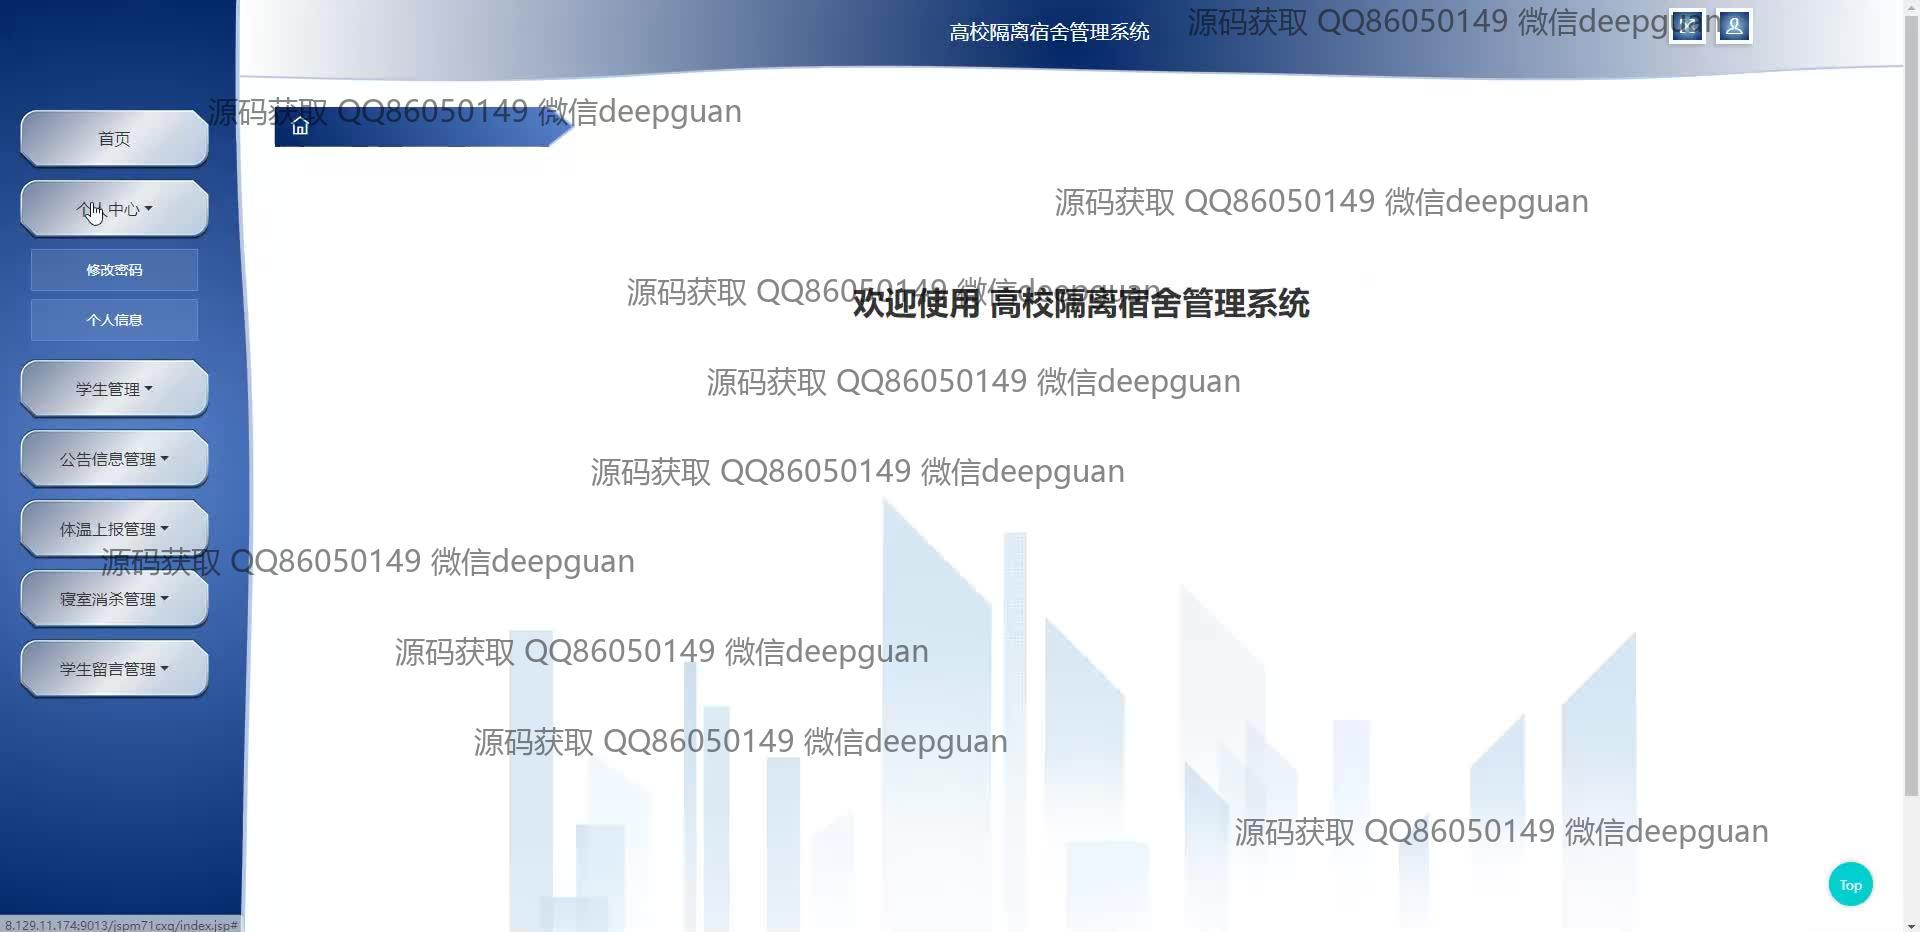 高校隔离宿舍管理系统
源码获取 QQ86050149 微信deepguan
源码获取 QQ86050149 微信deepguan
首页
源码获取 QQ86050149 微信deepguan
个人中心
修改密码
源码获取 QQ86050149 微信deepguan
欢迎使用 高校隔离宿舍管理系统
个人信息
源码获取 QQ86050149 微信deepguan
学生管理
公告信息管理
源码获取 QQ86050149 微信deepguan
体温上报管理
源码获取 QQ86050149 微信deepguan
寝室消杀管理
源码获取 QQ86050149 微信deepguan
学生留言管理
源码获取 QQ86050149 微信deepguan
源码获取 QQ86050149 微信deepguan
Top
8.129.11.174:9013/jspm71cxq/index.jsp#